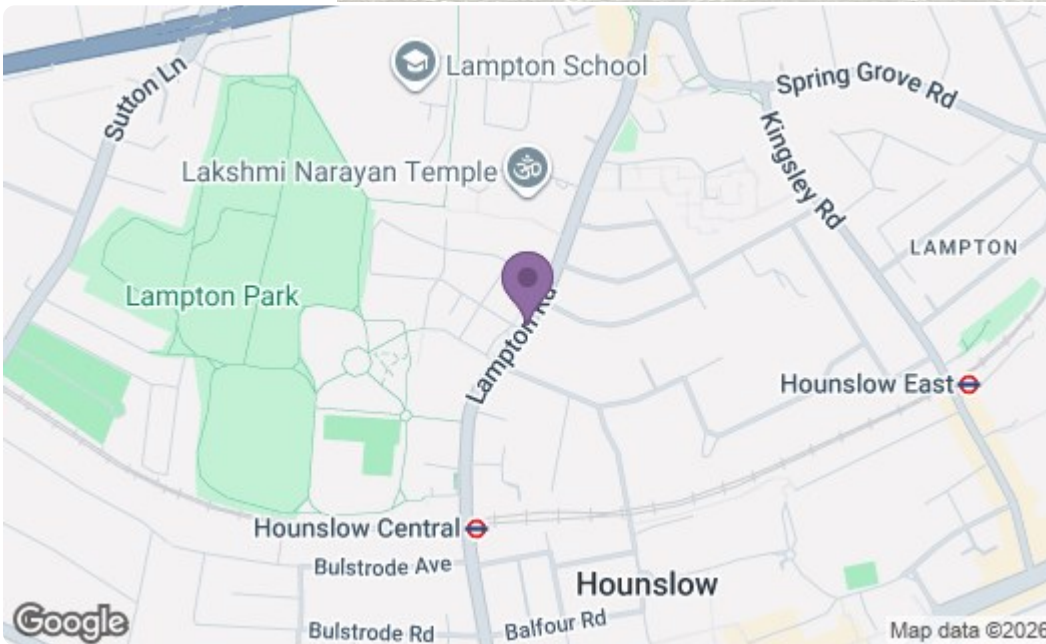 Sutton Ln
Lampton School
Spring Grove Rd
Kingsley Rd
Lakshmi Narayan Temple
ॐ
LAMPTON
Lampton Park
Lampton Rd
Hounslow East
Hounslow Central
Bulstrode Ave
Hounslow
Bulstrode Rd
Balfour Rd
Google
Map data ©2026